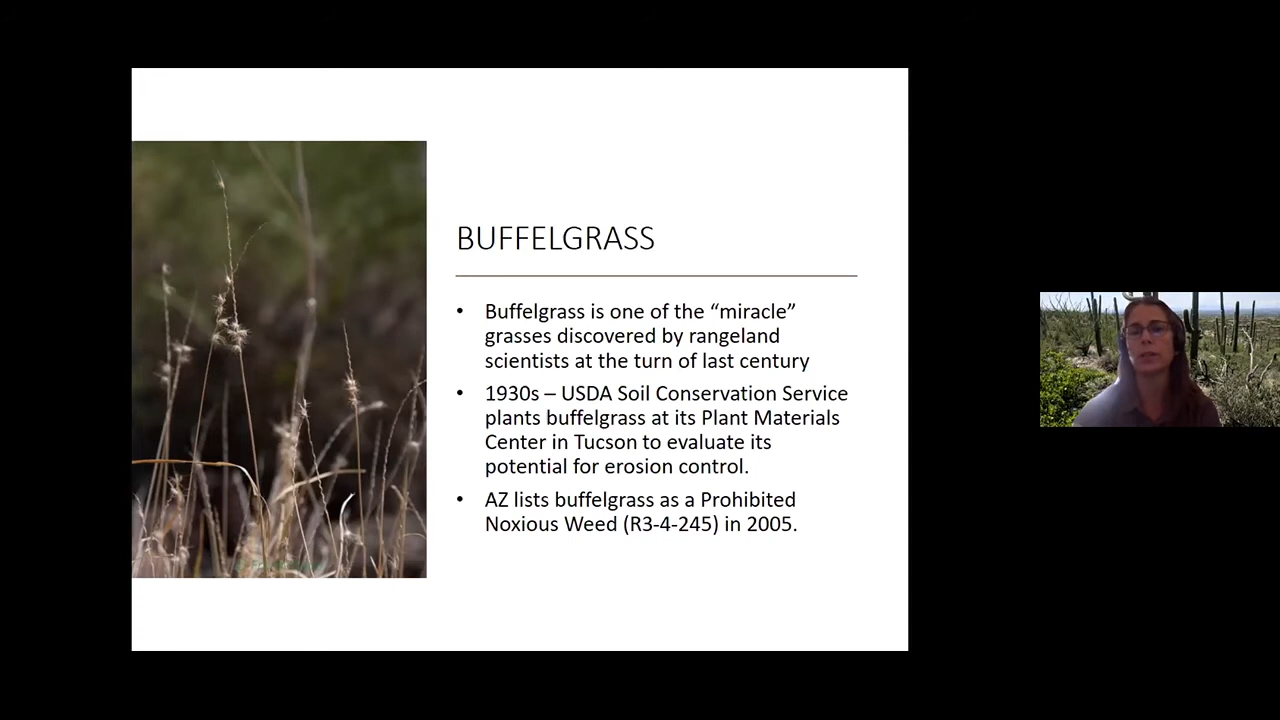 BUFFELGRASS
• Buffelgrass is one of the “miracle”
grasses discovered by rangeland
scientists at the turn of last century
• 1930s – USDA Soil Conservation Service
plants buffelgrass at its Plant Materials
Center in Tucson to evaluate its
potential for erosion control.
• AZ lists buffelgrass as a Prohibited
Noxious Weed (R3-4-245) in 2005.